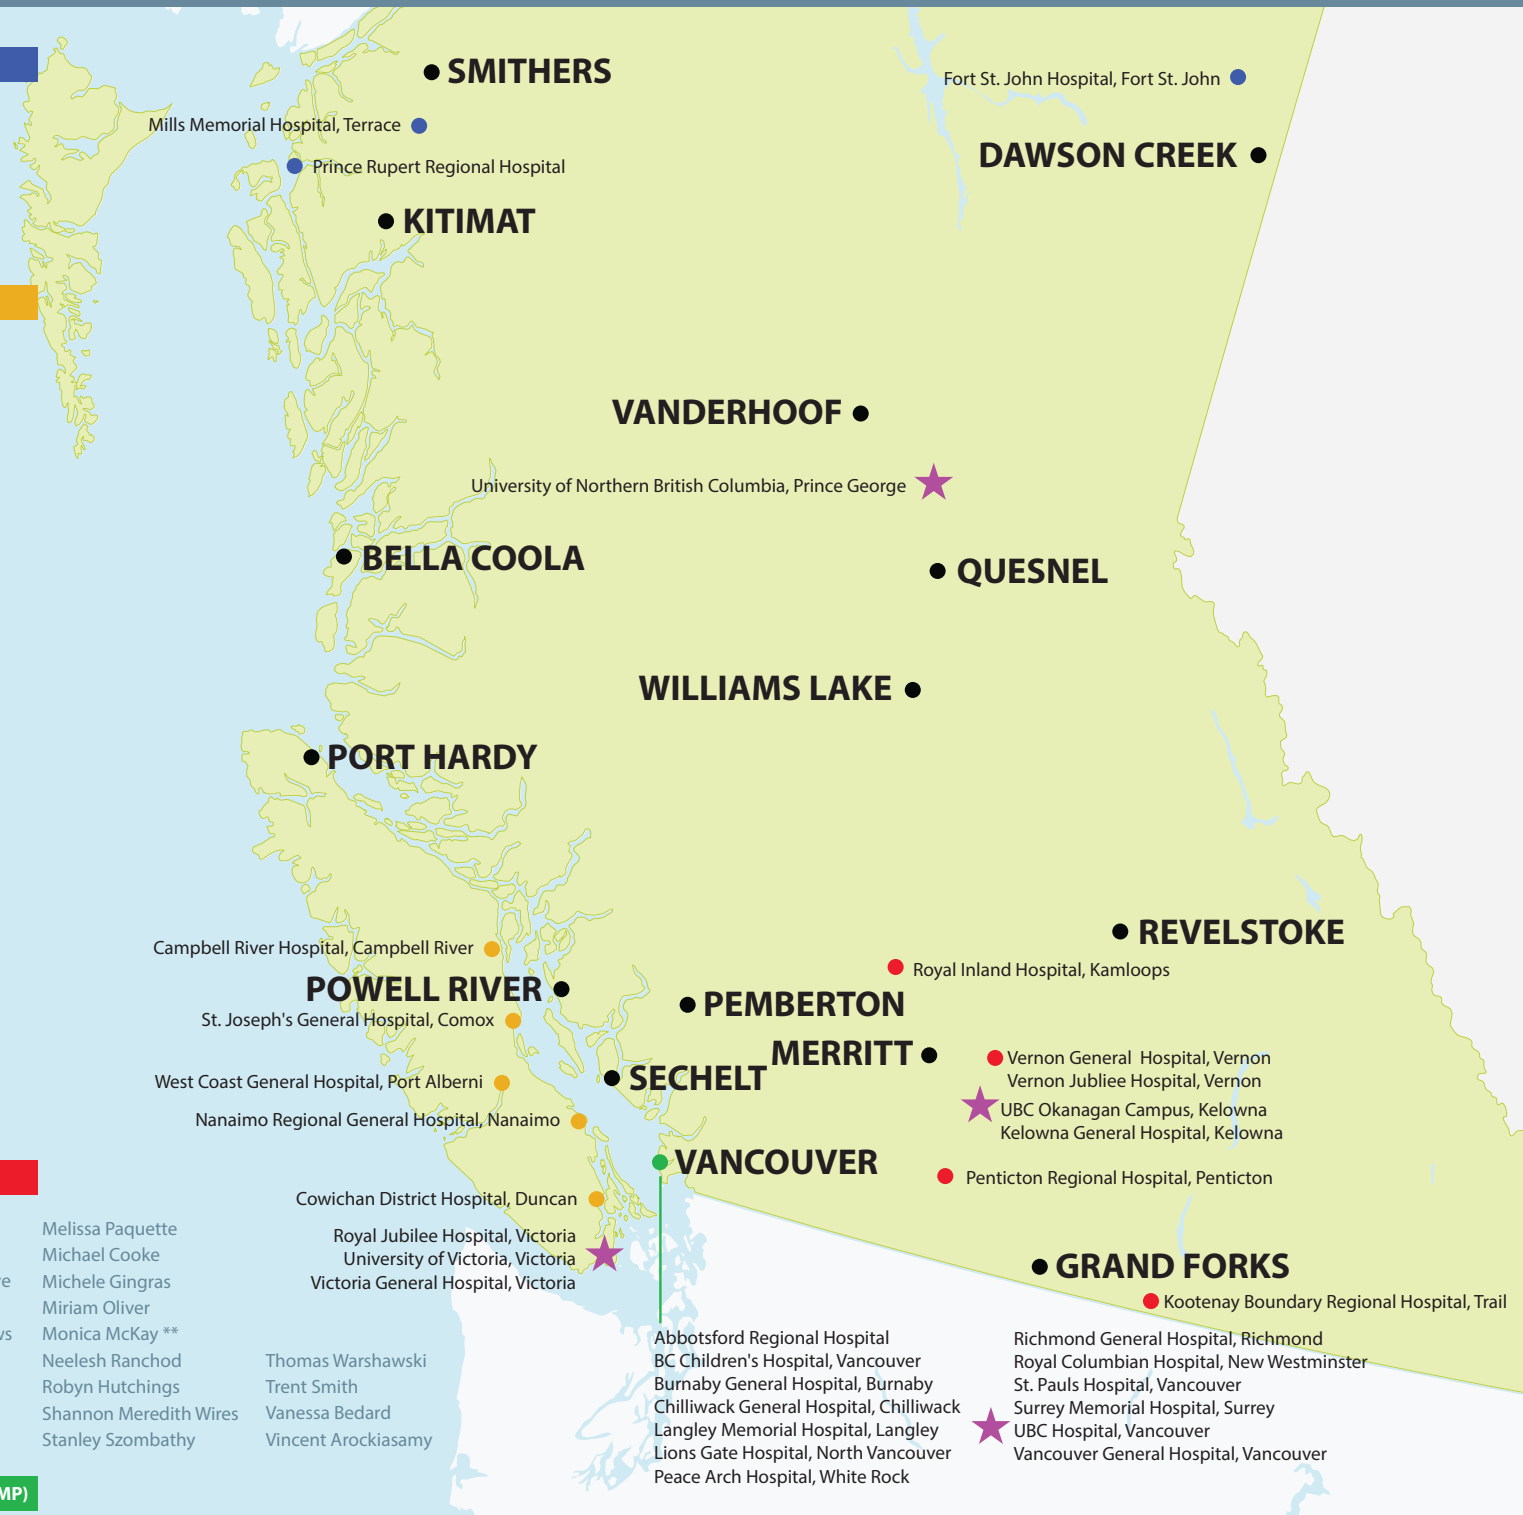 SMITHERS
Fort St. John Hospital, Fort St. John
Mills Memorial Hospital, Terrace
DAWSON CREEK
Prince Rupert Regional Hospital
KITIMAT
VANDERHOOF
University of Northern British Columbia, Prince George
BELLA COOLA
QUESNEL
WILLIAMS LAKE
PORT HARDY
REVELSTOKE
Campbell River Hospital, Campbell River
Royal Inland Hospital, Kamloops
POWELL RIVER
PEMBERTON
St. Joseph's General Hospital, Comox
MERRITT
Vernon General Hospital, Vernon
Vernon Jubliee Hospital, Vernon
West Coast General Hospital, Port Alberni
SECHELT
UBC Okanagan Campus, Kelowna
Kelowna General Hospital, Kelowna
Nanaimo Regional General Hospital, Nanaimo
VANCOUVER
Penticton Regional Hospital, Penticton
Cowichan District Hospital, Duncan
Royal Jubilee Hospital, Victoria
University of Victoria, Victoria
Victoria General Hospital, Victoria
GRAND FORKS
Kootenay Boundary Regional Hospital, Trail
Melissa Paquette
Michael Cooke
Michele Gingras
Miriam Oliver
Monica McKay **
Neelesh Ranchod
Robyn Hutchings
Shannon Meredith Wires
Stanley Szombathy
Thomas Warshawski
Trent Smith
Vanessa Bedard
Vincent Arockiasamy
Abbotsford Regional Hospital
BC Children's Hospital, Vancouver
Burnaby General Hospital, Burnaby
Chilliwack General Hospital, Chilliwack
Langley Memorial Hospital, Langley
Lions Gate Hospital, North Vancouver
Peace Arch Hospital, White Rock
Richmond General Hospital, Richmond
Royal Columbian Hospital, New Westminster
St. Pauls Hospital, Vancouver
Surrey Memorial Hospital, Surrey
UBC Hospital, Vancouver
Vancouver General Hospital, Vancouver
MP)